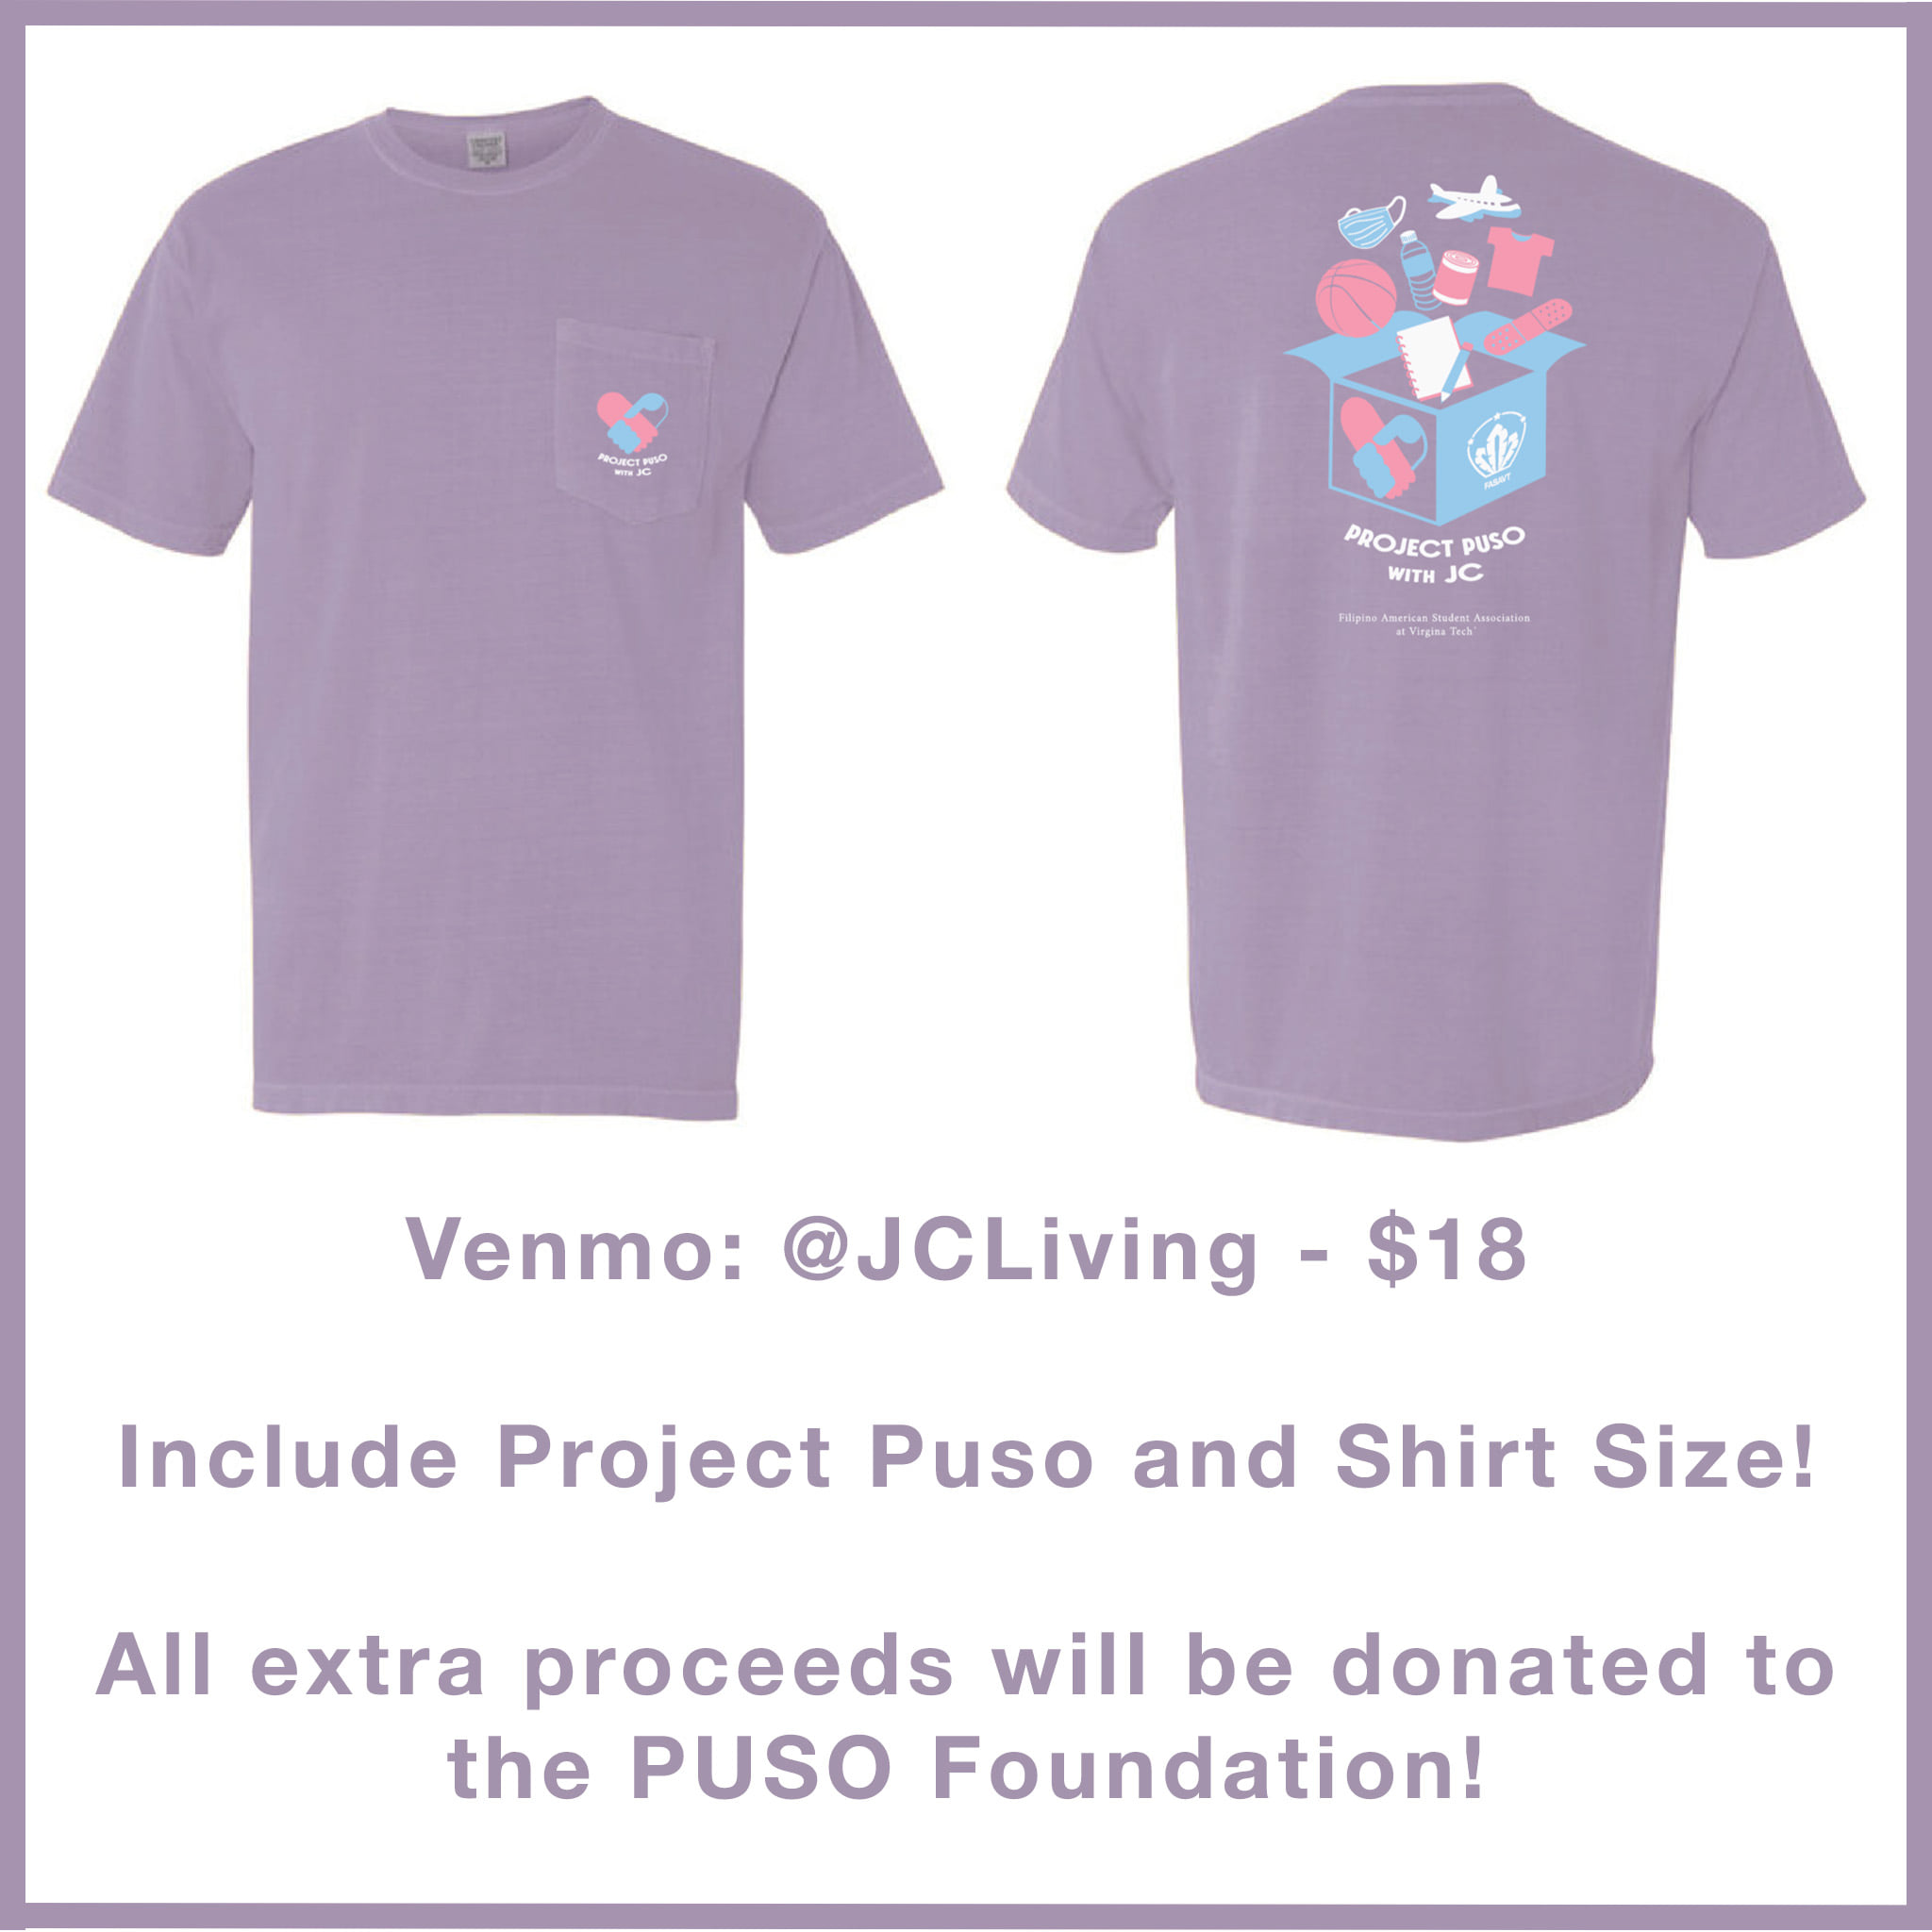 PROJECT PUSO
WITH JC
FASAVT
PROJECT PUSO
WITH JC
Filipino American Student Association
at Virgina Tech
Venmo: @JCLiving - $18
Include Project Puso and Shirt Size!
All extra proceeds will be donated to
the PUSO Foundation!